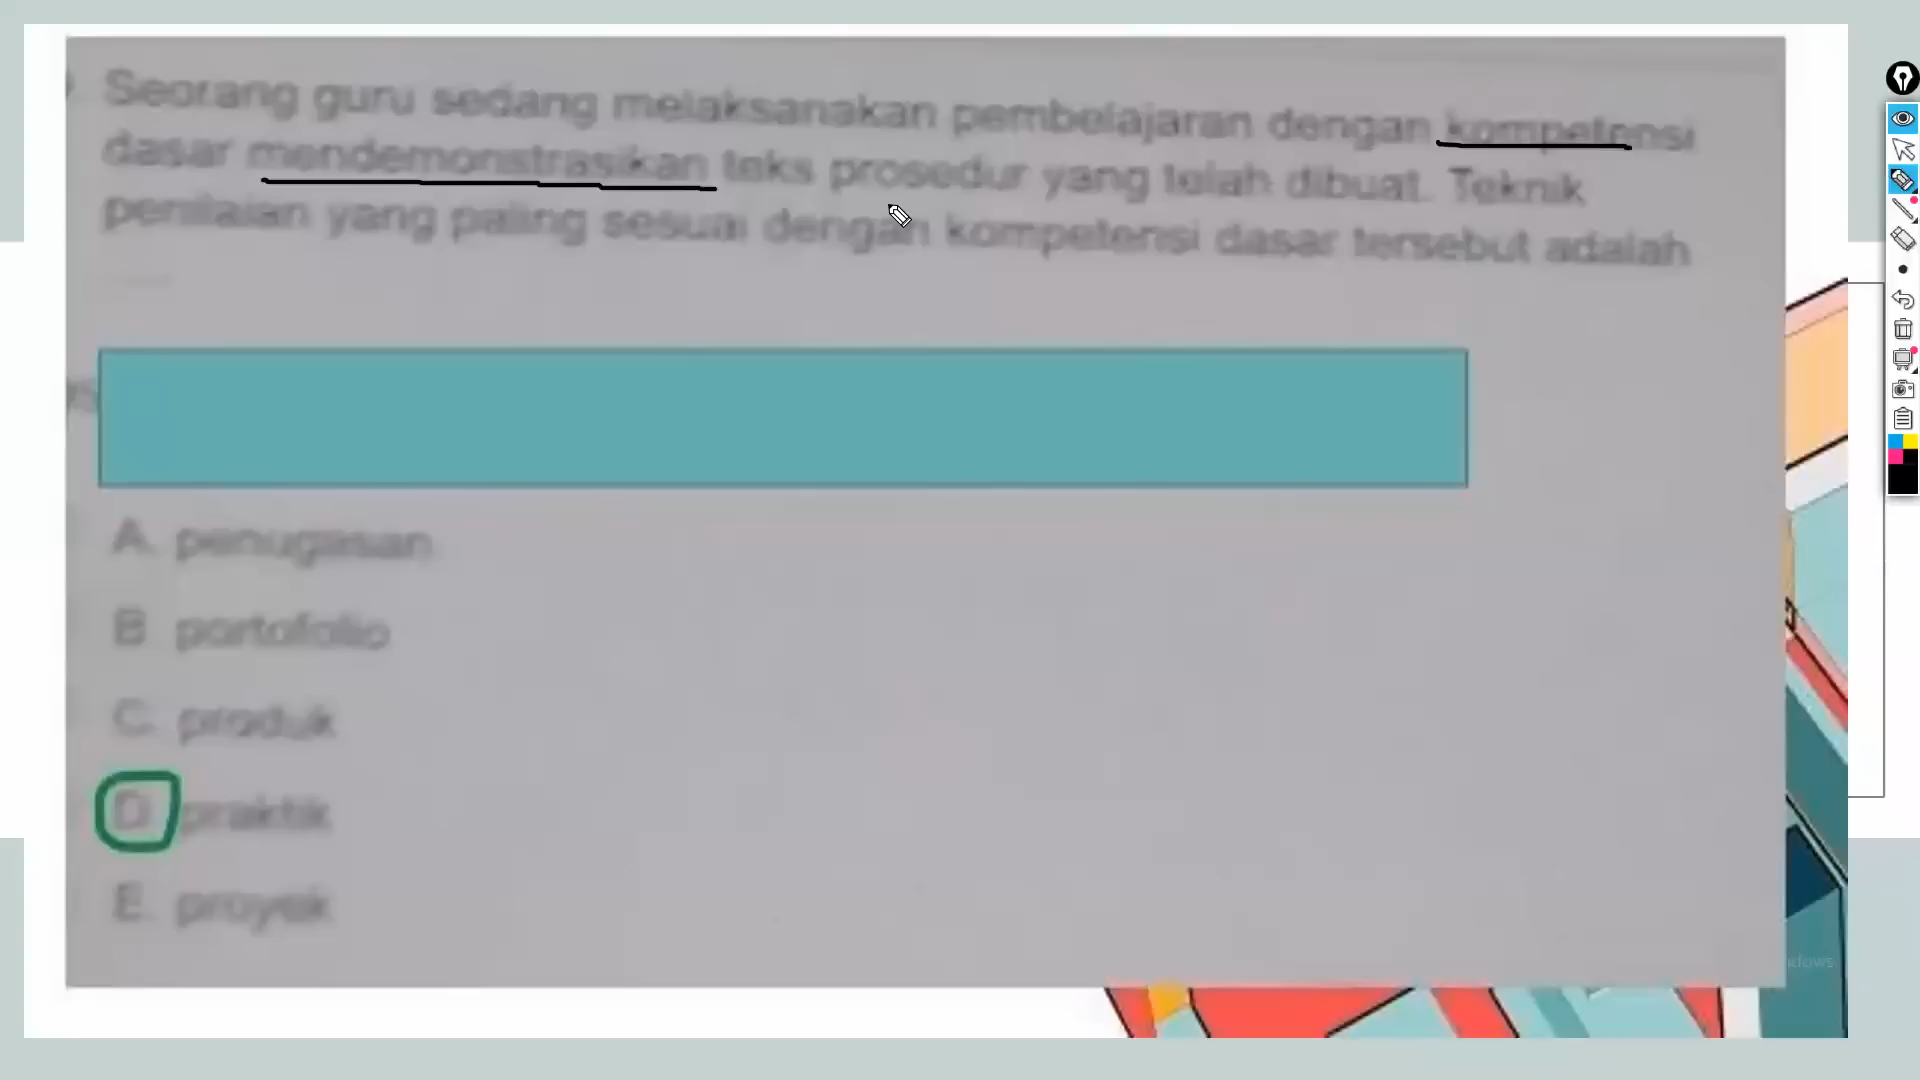 Seorang guru sedang melaksanakan pembelajaran dengan kompetensi
dasar mendemonstrasikan teks prosedur yang telah dibuat. Teknik
penilaian yang paling sesuai dengan kompetensi dasar tersebut adalah
A. penugasan
B. portofolio
C. produk
D. praktik
E. proyek